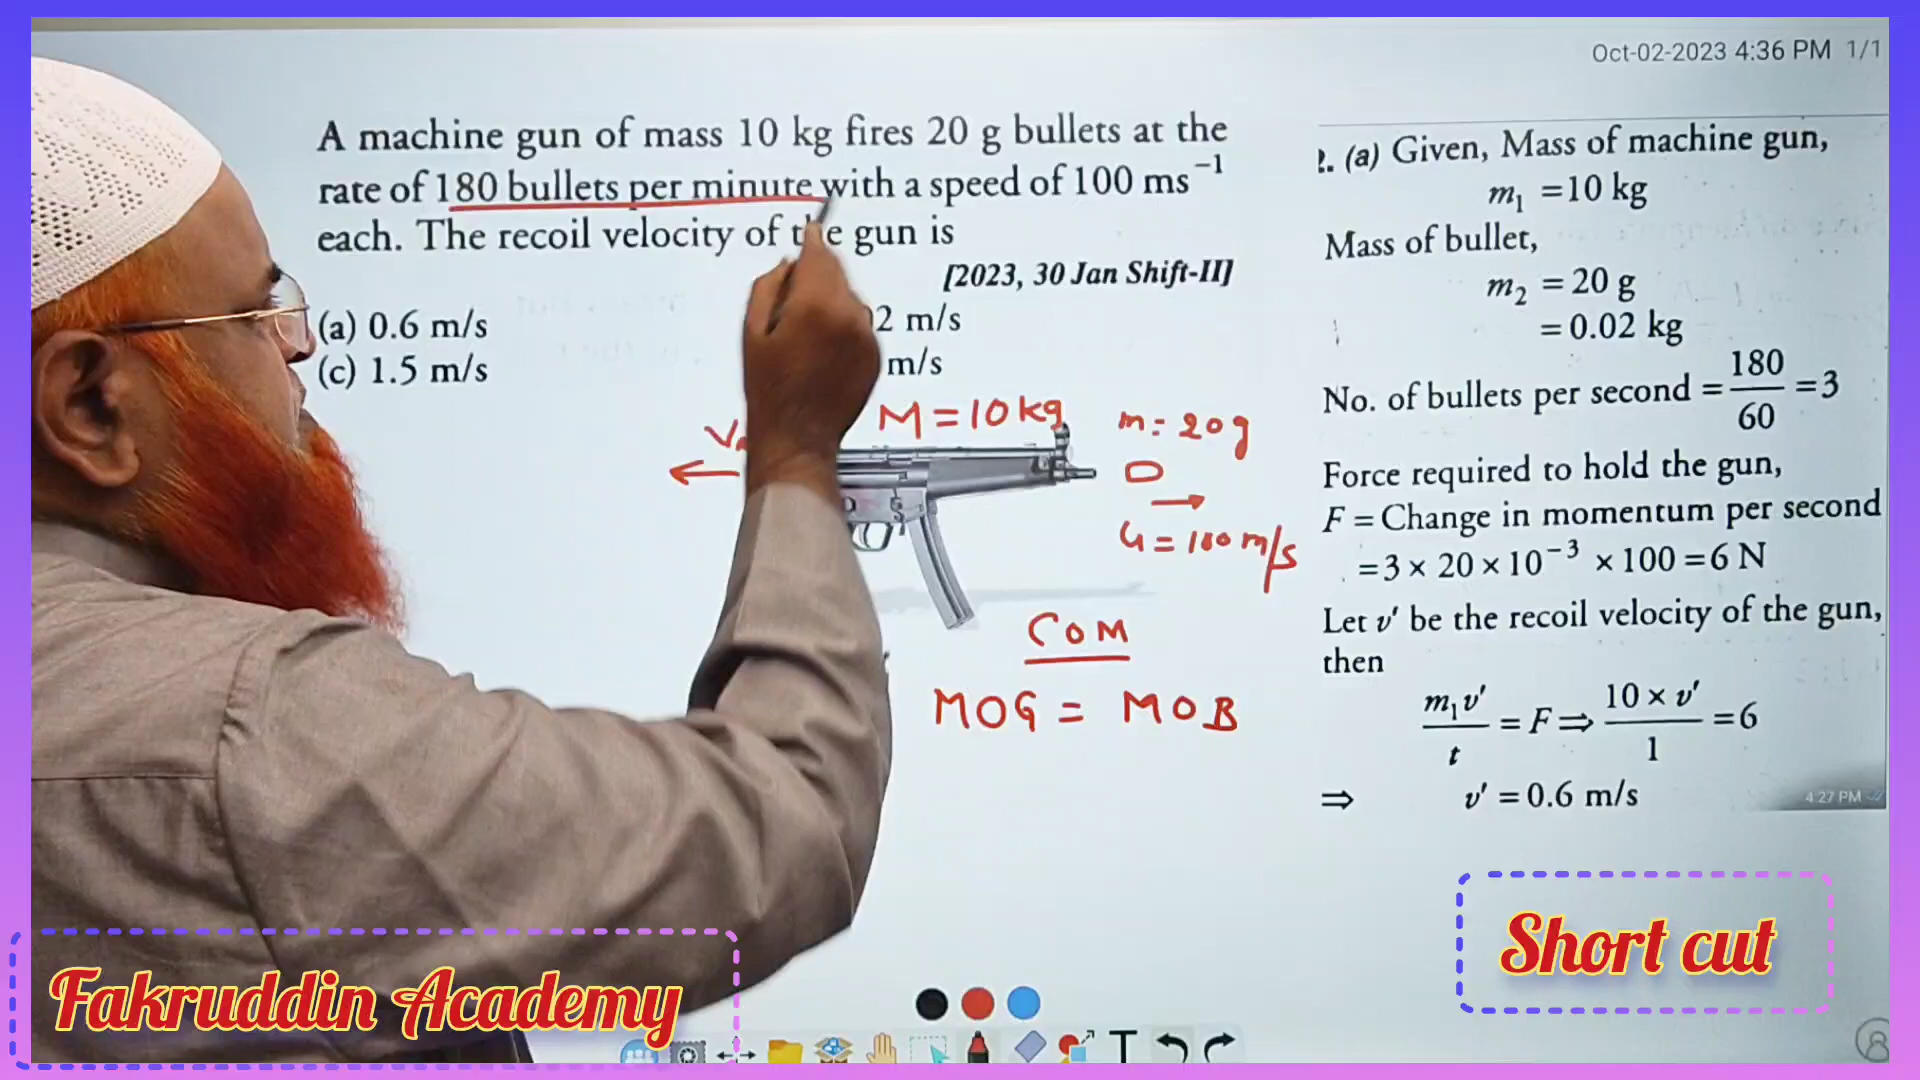 Oct-02-2023 4:36 PM 1/1
A machine gun of mass 10 kg fires 20 g bullets at the
rate of 180 bullets per minute with a speed of 100 ms⁻¹
each. The recoil velocity of the gun is
[2023, 30 Jan Shift-II]
(a) 0.6 m/s
2 m/s
(c) 1.5 m/s
m/s
M = 10 kg
m = 20 g
u = 100 m/s
COM
MOG = MOB
2. (a) Given, Mass of machine gun,
m₁ = 10 kg
Mass of bullet,
m₂ = 20 g
= 0.02 kg
No. of bullets per second = 180/60 = 3
Force required to hold the gun,
F = Change in momentum per second
= 3 × 20 × 10⁻³ × 100 = 6 N
Let v′ be the recoil velocity of the gun,
then
m₁v′/t = F ⇒ 10 × v′/1 = 6
⇒ v′ = 0.6 m/s
4:27 PM
Short cut
Fakruddin Academy
T